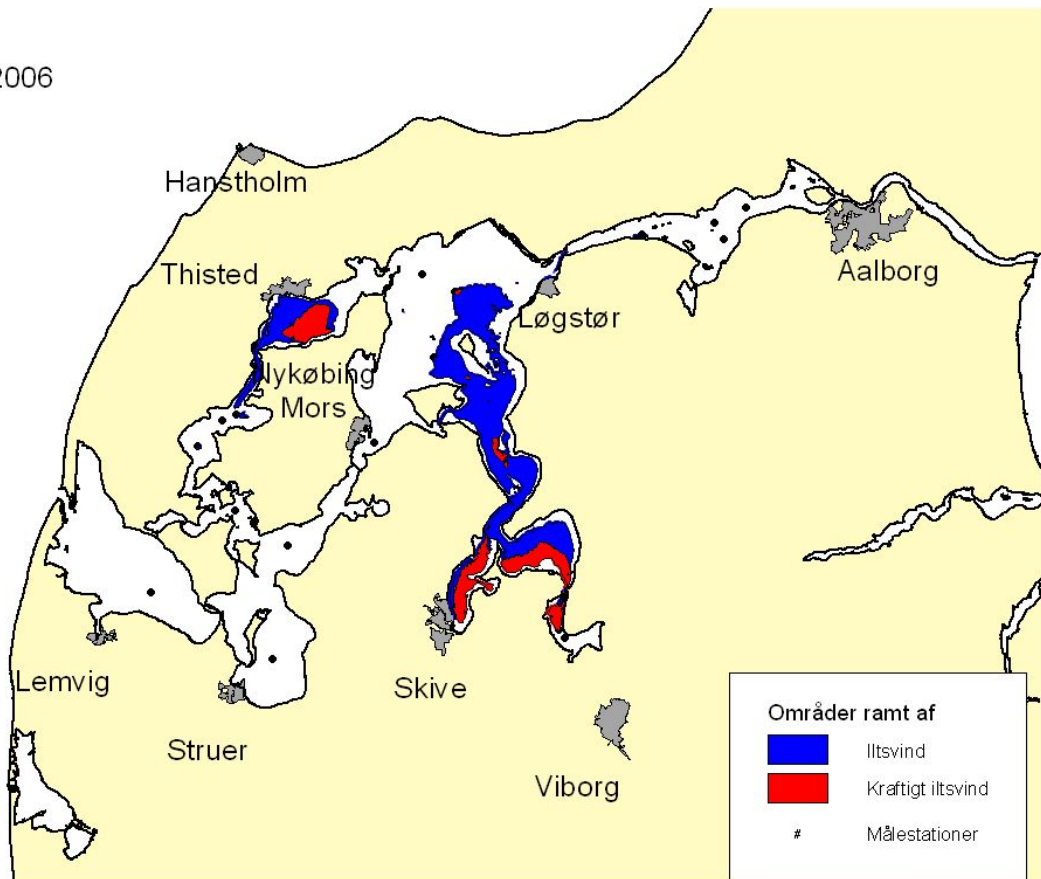 2006
Hanstholm
Thisted
Aalborg
Løgstør
Nykøbing
Mors
Lemvig
Skive
Struer
Viborg
Områder ramt af
Iltsvind
Kraftigt iltsvind
# Målestationer